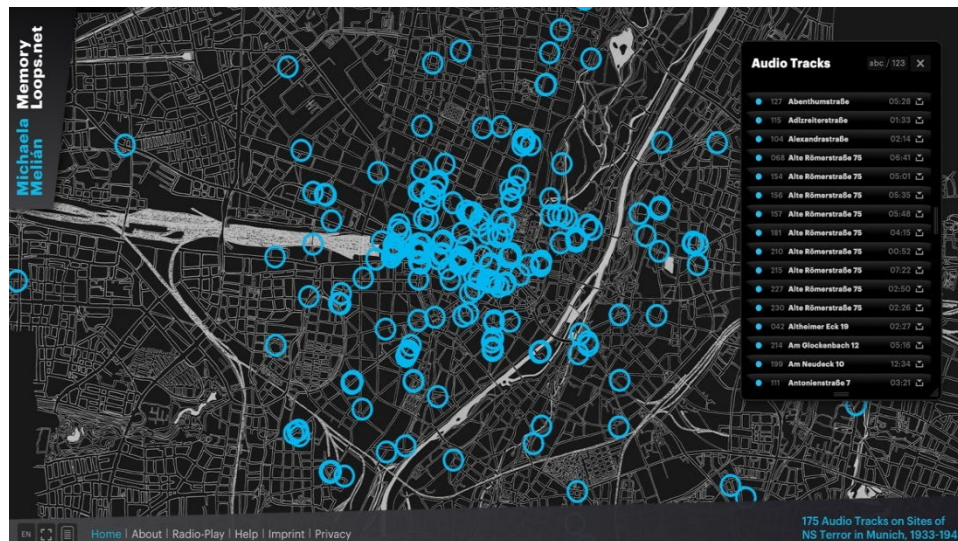 Michaela
Melián
Memory
Loops.net
Audio Tracks
abc / 123
127 Abenthumstraße 05:28
115 Adlzreiterstraße 01:33
104 Alexandrastraße 02:14
068 Alte Römerstraße 75 06:41
154 Alte Römerstraße 75 05:01
156 Alte Römerstraße 75 05:35
157 Alte Römerstraße 75 05:48
181 Alte Römerstraße 75 04:15
210 Alte Römerstraße 75 00:52
215 Alte Römerstraße 75 07:22
227 Alte Römerstraße 75 02:50
230 Alte Römerstraße 75 02:26
042 Altheimer Eck 19 02:27
214 Am Glockenbach 12 05:16
199 Am Neudeck 10 12:34
111 Antonienstraße 7 03:21
EN
Home | About | Radio-Play | Help | Imprint | Privacy
175 Audio Tracks on Sites of
NS Terror in Munich, 1933-194